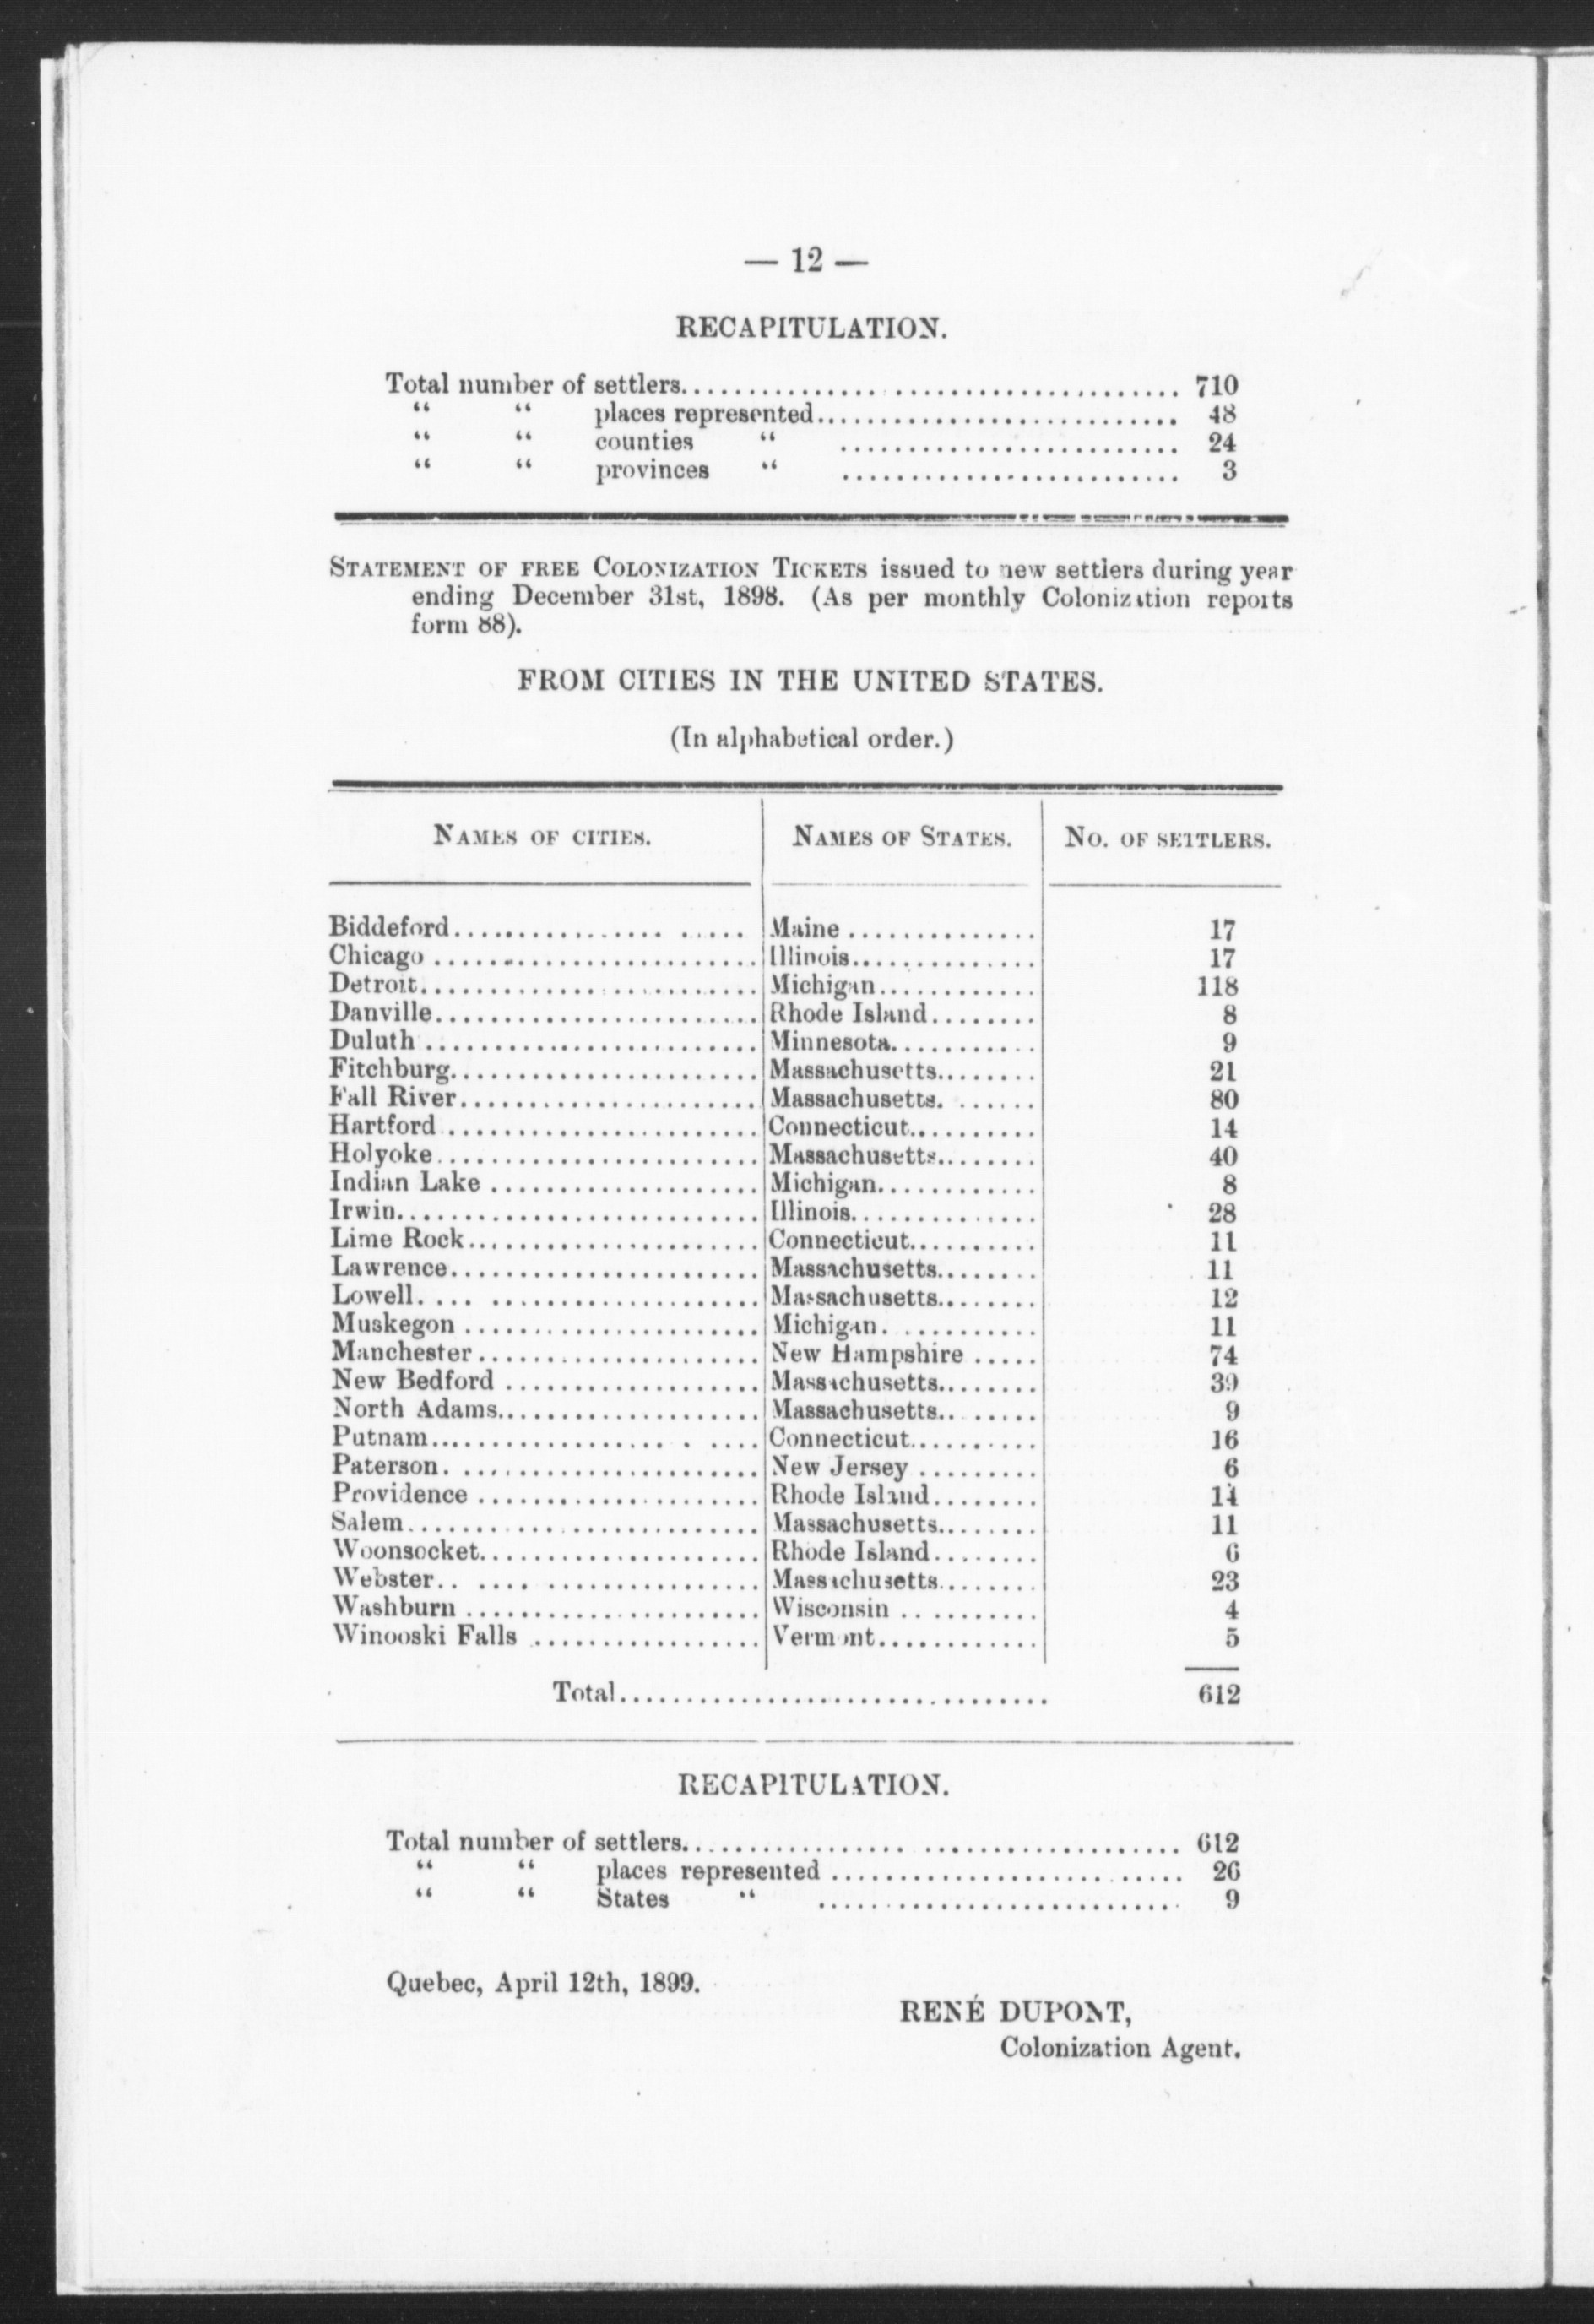 — 12 —
RECAPITULATION.
Total number of settlers........................................ 710
“ “ places represented............................ 48
“ “ counties “ .......................... 24
“ “ provinces “ .......................... 3
STATEMENT OF FREE COLONIZATION TICKETS issued to new settlers during year
ending December 31st, 1898. (As per monthly Colonization reports
form 88).
FROM CITIES IN THE UNITED STATES.
(In alphabetical order.)
NAMES OF CITIES. NAMES OF STATES. NO. OF SETTLERS.
Biddeford...................... Maine .............. 17
Chicago ........................ Illinois.............. 17
Detroit......................... Michigan............ 118
Danville........................ Rhode Island........ 8
Duluth ......................... Minnesota........... 9
Fitchburg....................... Massachusetts....... 21
Fall River...................... Massachusetts. ...... 80
Hartford ....................... Connecticut.......... 14
Holyoke........................ Massachusetts....... 40
Indian Lake .................... Michigan............ 8
Irwin........................... Illinois.............. 28
Lime Rock...................... Connecticut......... 11
Lawrence....................... Massachusetts....... 11
Lowell. ... .................... Massachusetts....... 12
Muskegon ...................... Michigan. .......... 11
Manchester..................... New Hampshire ..... 74
New Bedford ................... Massachusetts....... 39
North Adams.................... Massachusetts....... 9
Putnam.................. . .... Connecticut......... 16
Paterson. ...................... New Jersey ......... 6
Providence ..................... Rhode Island........ 14
Salem.......................... Massachusetts....... 11
Woonsocket..................... Rhode Island........ 6
Webster.. .... ................ Massachusetts....... 23
Washburn ...................... Wisconsin .. ........ 4
Winooski Falls ................. Vermont............ 5
Total................................ 612
RECAPITULATION.
Total number of settlers.................................... 612
“ “ places represented .......................... 26
“ “ States “ ........................... 9
Quebec, April 12th, 1899.
RENÉ DUPONT,
Colonization Agent.